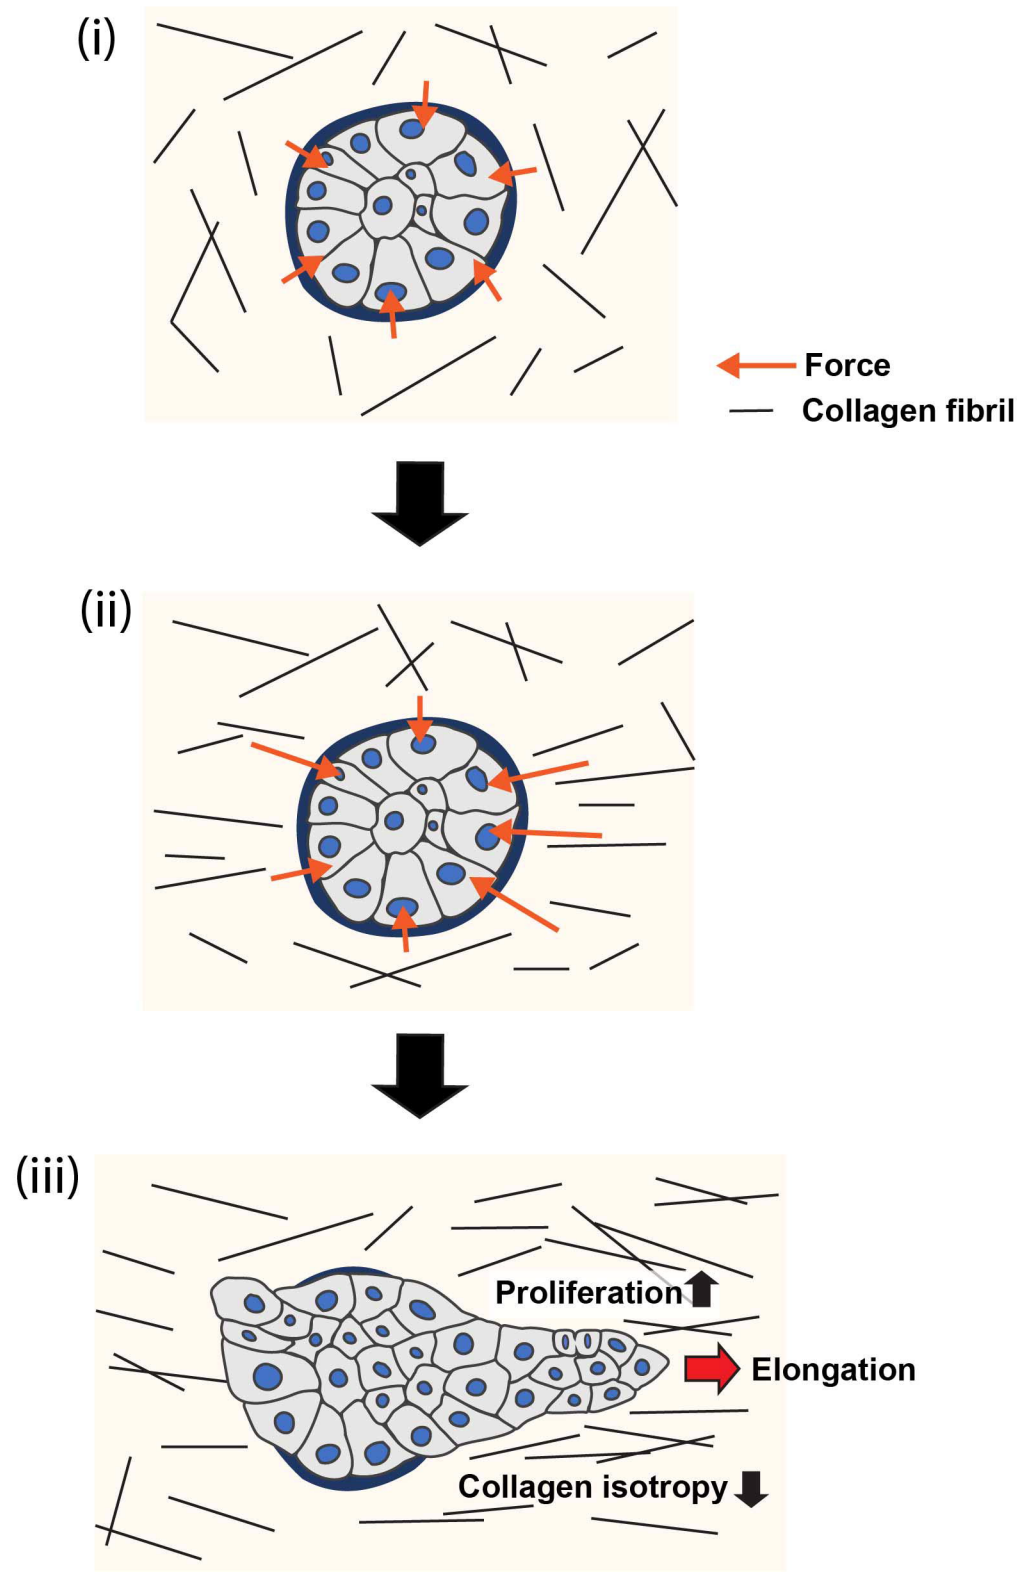 (i)
Force
Collagen fibril
(ii)
(iii)
Proliferation
Elongation
Collagen isotropy